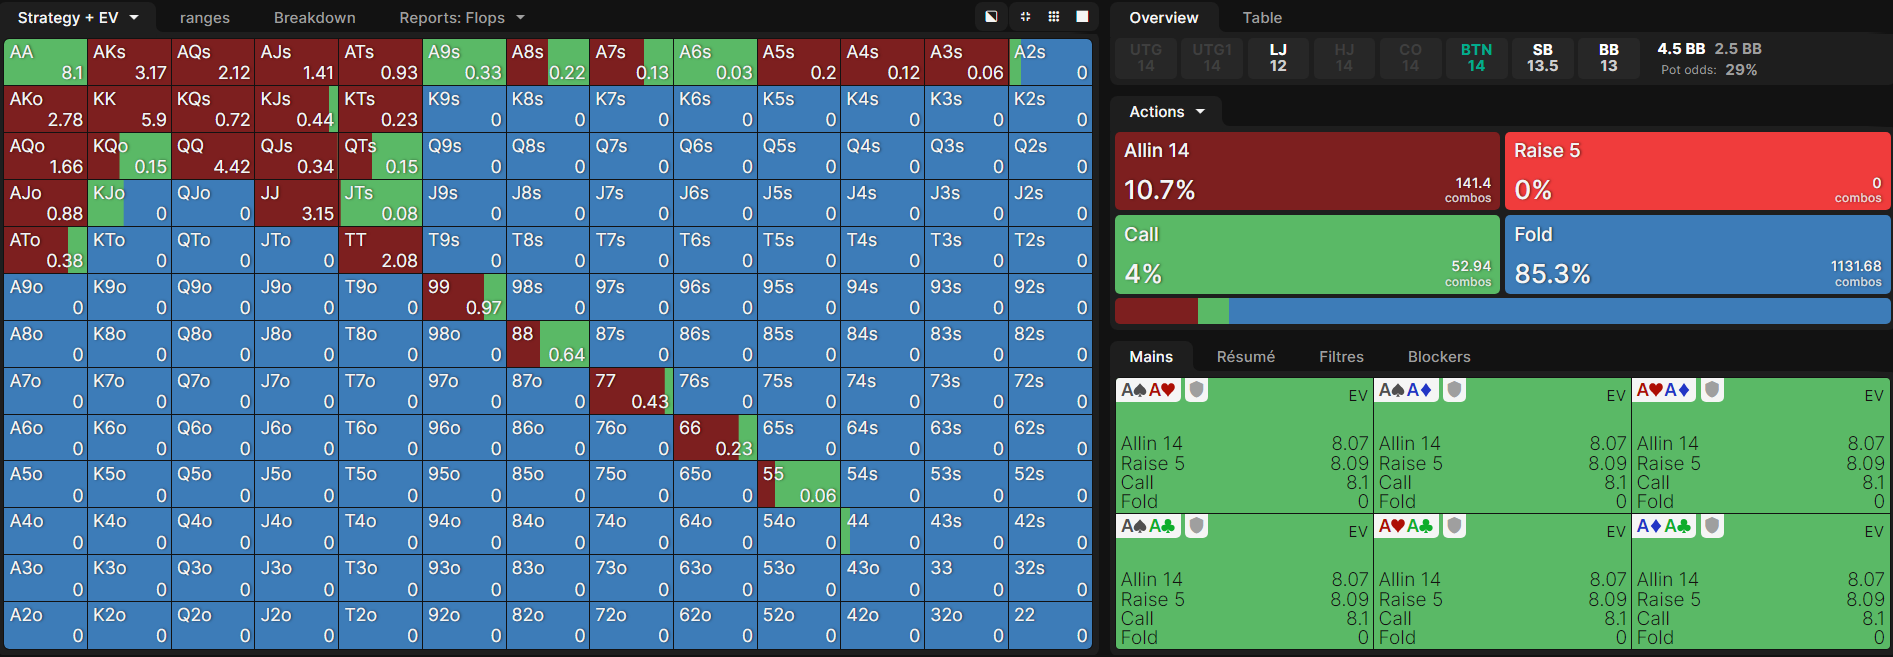 Strategy + EV ranges Breakdown Reports: Flops
AA AKs AQs AJs ATs A9s A8s A7s A6s A5s A4s A3s A2s
8.1 3.17 2.12 1.41 0.93 0.33 0.22 0.13 0.03 0.2 0.12 0.06 0
AKo KK KQs KJs KTs K9s K8s K7s K6s K5s K4s K3s K2s
2.78 5.9 0.72 0.44 0.23 0 0 0 0 0 0 0 0
AQo KQo QQ QJs QTs Q9s Q8s Q7s Q6s Q5s Q4s Q3s Q2s
1.66 0.15 4.42 0.34 0.15 0 0 0 0 0 0 0 0
AJo KJo QJo JJ JTs J9s J8s J7s J6s J5s J4s J3s J2s
0.88 0 0 3.15 0.08 0 0 0 0 0 0 0 0
ATo KTo QTo JTo TT T9s T8s T7s T6s T5s T4s T3s T2s
0.38 0 0 0 2.08 0 0 0 0 0 0 0 0
A9o K9o Q9o J9o T9o 99 98s 97s 96s 95s 94s 93s 92s
0 0 0 0 0 0.97 0 0 0 0 0 0 0
A8o K8o Q8o J8o T8o 98o 88 87s 86s 85s 84s 83s 82s
0 0 0 0 0 0 0.64 0 0 0 0 0 0
A7o K7o Q7o J7o T7o 97o 87o 77 76s 75s 74s 73s 72s
0 0 0 0 0 0 0 0.43 0 0 0 0 0
A6o K6o Q6o J6o T6o 96o 86o 76o 66 65s 64s 63s 62s
0 0 0 0 0 0 0 0 0.23 0 0 0 0
A5o K5o Q5o J5o T5o 95o 85o 75o 65o 55 54s 53s 52s
0 0 0 0 0 0 0 0 0 0.06 0 0 0
A4o K4o Q4o J4o T4o 94o 84o 74o 64o 54o 44 43s 42s
0 0 0 0 0 0 0 0 0 0 0 0 0
A3o K3o Q3o J3o T3o 93o 83o 73o 63o 53o 43o 33 32s
0 0 0 0 0 0 0 0 0 0 0 0 0
A2o K2o Q2o J2o T2o 92o 82o 72o 62o 52o 42o 32o 22
0 0 0 0 0 0 0 0 0 0 0 0 0
Overview Table
UTG UTG1 LJ HJ CO BTN SB BB 4.5 BB 2.5 BB
14 14 12 14 14 14 13.5 13 Pot odds: 29%
Actions
Allin 14 Raise 5
10.7% 141.4 combos 0% 0 combos
Call Fold
4% 52.94 combos 85.3% 1131.68 combos
Mains Résumé Filtres Blockers
A♠A♥ EV A♠A♦ EV A♥A♦ EV
Allin 14 8.07 Allin 14 8.07 Allin 14 8.07
Raise 5 8.09 Raise 5 8.09 Raise 5 8.09
Call 8.1 Call 8.1 Call 8.1
Fold 0 Fold 0 Fold 0
A♠A♣ EV A♥A♣ EV A♦A♣ EV
Allin 14 8.07 Allin 14 8.07 Allin 14 8.07
Raise 5 8.09 Raise 5 8.09 Raise 5 8.09
Call 8.1 Call 8.1 Call 8.1
Fold 0 Fold 0 Fold 0